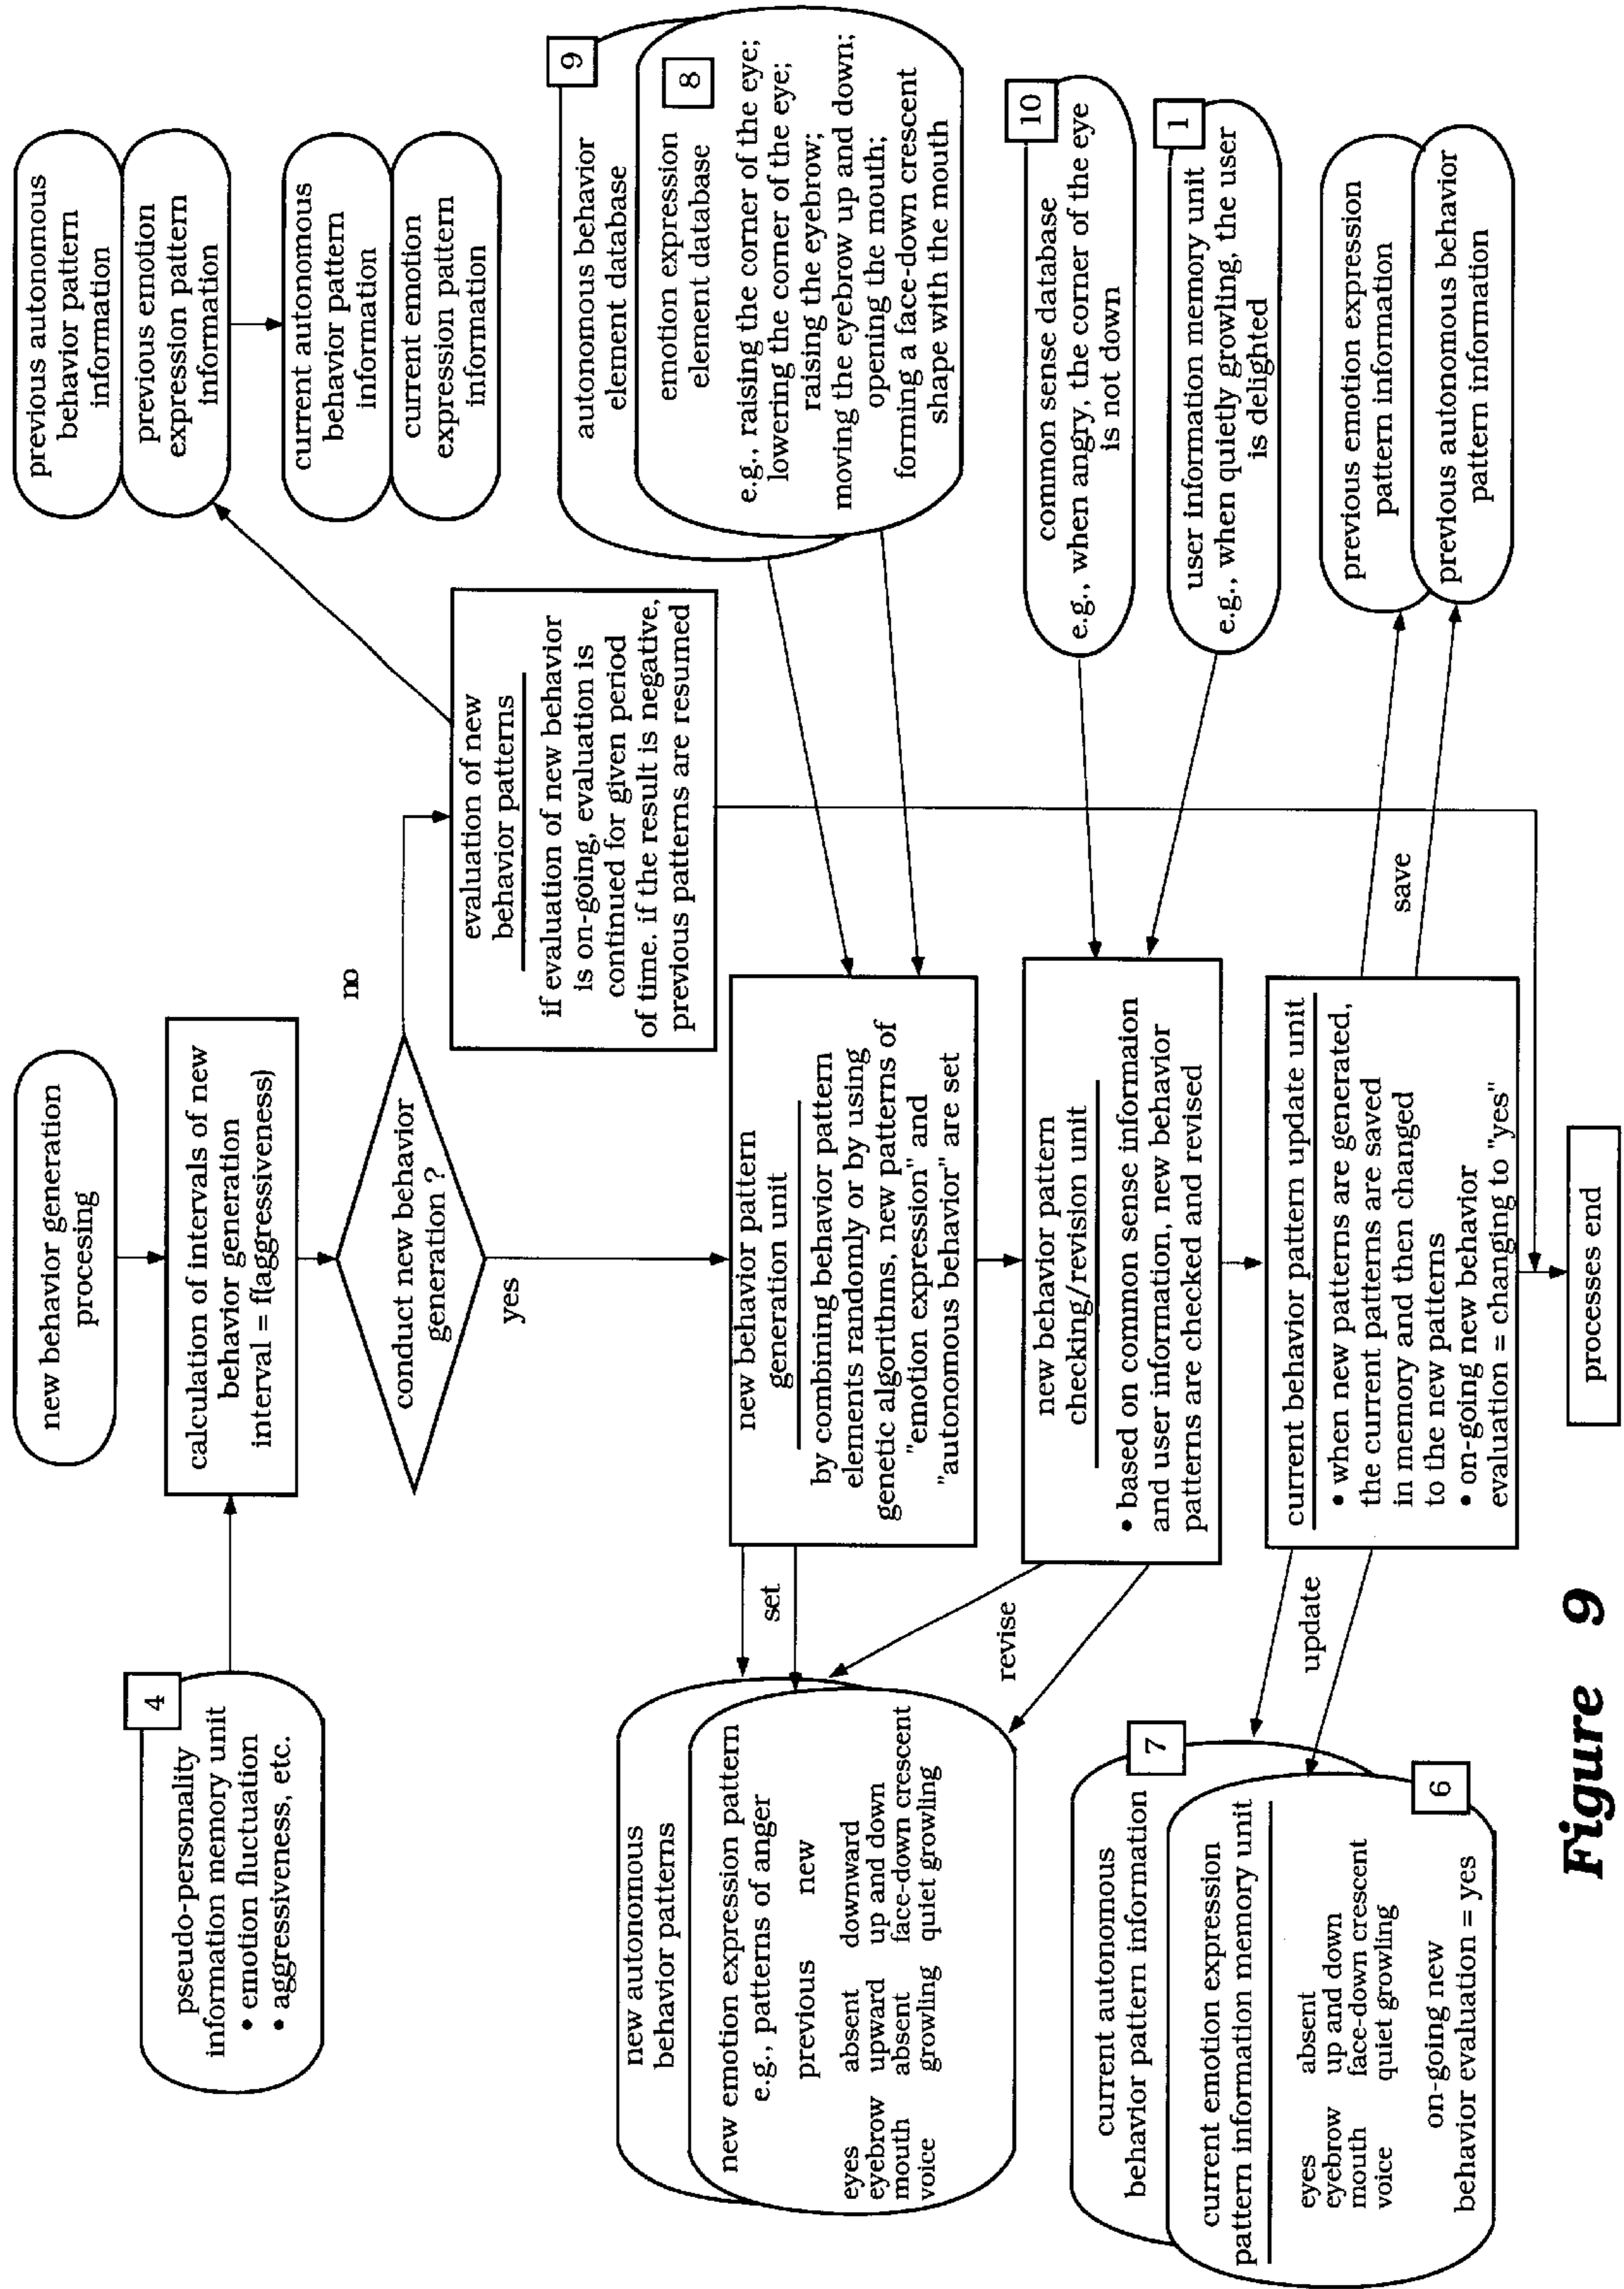 new behavior generation
procesing
4
pseudo-personality
information memory unit
• emotion fluctuation
• aggressiveness, etc.
calculation of intervals of new
behavior generation
interval = f(aggressiveness)
conduct new behavior
generation ?
no
yes
evaluation of new
behavior patterns
if evaluation of new behavior
is on-going, evaluation is
continued for given period
of time. if the result is negative,
previous patterns are resumed
previous autonomous
behavior pattern
information
previous emotion
expression pattern
information
current autonomous
behavior pattern
information
current emotion
expression pattern
information
9
autonomous behavior
element database
8
emotion expression
element database
e.g., raising the corner of the eye;
lowering the corner of the eye;
raising the eyebrow;
moving the eyebrow up and down;
opening the mouth;
forming a face-down crescent
shape with the mouth
new behavior pattern
generation unit
by combining behavior pattern
elements randomly or by using
genetic algorithms, new patterns of
"emotion expression" and
"autonomous behavior" are set
set
new autonomous
behavior patterns
new emotion expression pattern
e.g., patterns of anger
previous new
eyes absent downward
eyebrow upward up and down
mouth absent face-down crescent
voice growling quiet growling
10
common sense database
e.g., when angry, the corner of the eye
is not down
1
user information memory unit
e.g., when quietly growling, the user
is delighted
new behavior pattern
checking/revision unit
• based on common sense informaion
and user information, new behavior
patterns are checked and revised
revise
current behavior pattern update unit
• when new patterns are generated,
the current patterns are saved
in memory and then changed
to the new patterns
• on-going new behavior
evaluation = changing to "yes"
save
previous emotion expression
pattern information
previous autonomous behavior
pattern information
update
7
current autonomous
behavior pattern information
6
current emotion expression
pattern information memory unit
eyes absent
eyebrow up and down
mouth face-down crescent
voice quiet growling
on-going new
behavior evaluation = yes
processes end
Figure 9